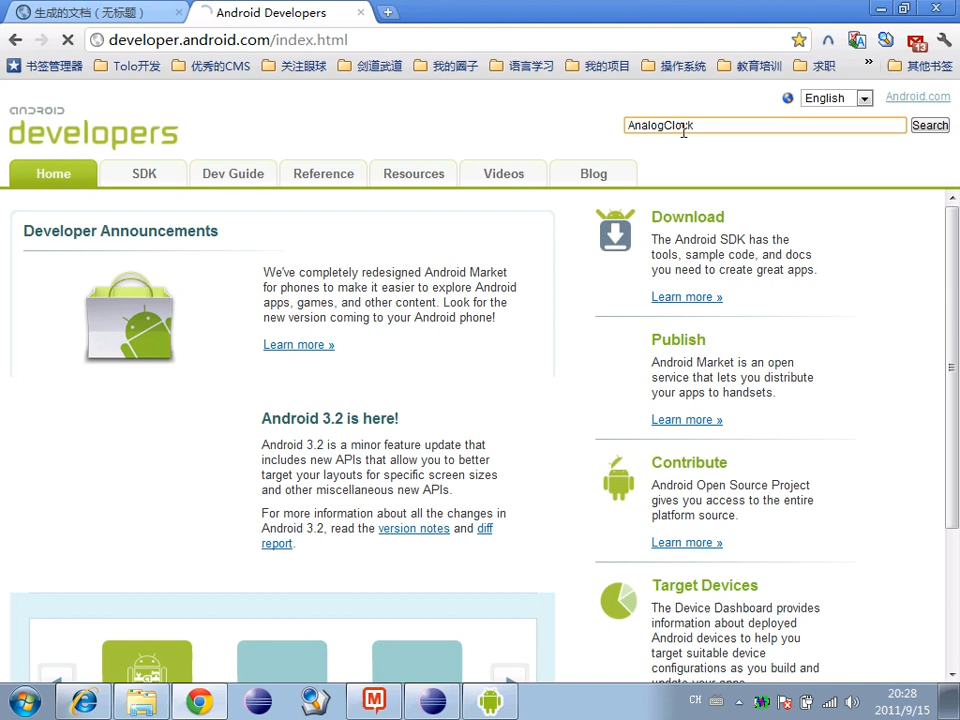 生成的文档（无标题）
Android Developers
developer.android.com/index.html
13
书签管理器 Tolo开发 优秀的CMS 关注眼球 剑道武道 我的圈子 语言学习 我的项目 操作系统 教育培训 求职 » 其他书签
English
Android.com
android
developers
AnalogClock
Search
Home SDK Dev Guide Reference Resources Videos Blog
Developer Announcements
We've completely redesigned Android Market
for phones to make it easier to explore Android
apps, games, and other content. Look for the
new version coming to your Android phone!
Learn more »
Android 3.2 is here!
Android 3.2 is a minor feature update that
includes new APIs that allow you to better
target your layouts for specific screen sizes
and other miscellaneous new APIs.
For more information about all the changes in
Android 3.2, read the version notes and diff
report.
Download
The Android SDK has the
tools, sample code, and docs
you need to create great apps.
Learn more »
Publish
Android Market is an open
service that lets you distribute
your apps to handsets.
Learn more »
Contribute
Android Open Source Project
gives you access to the entire
platform source.
Learn more »
Target Devices
The Device Dashboard provides
information about deployed
Android devices to help you
target suitable device
configurations as you build and
update your apps.
CH
20:28
2011/9/15